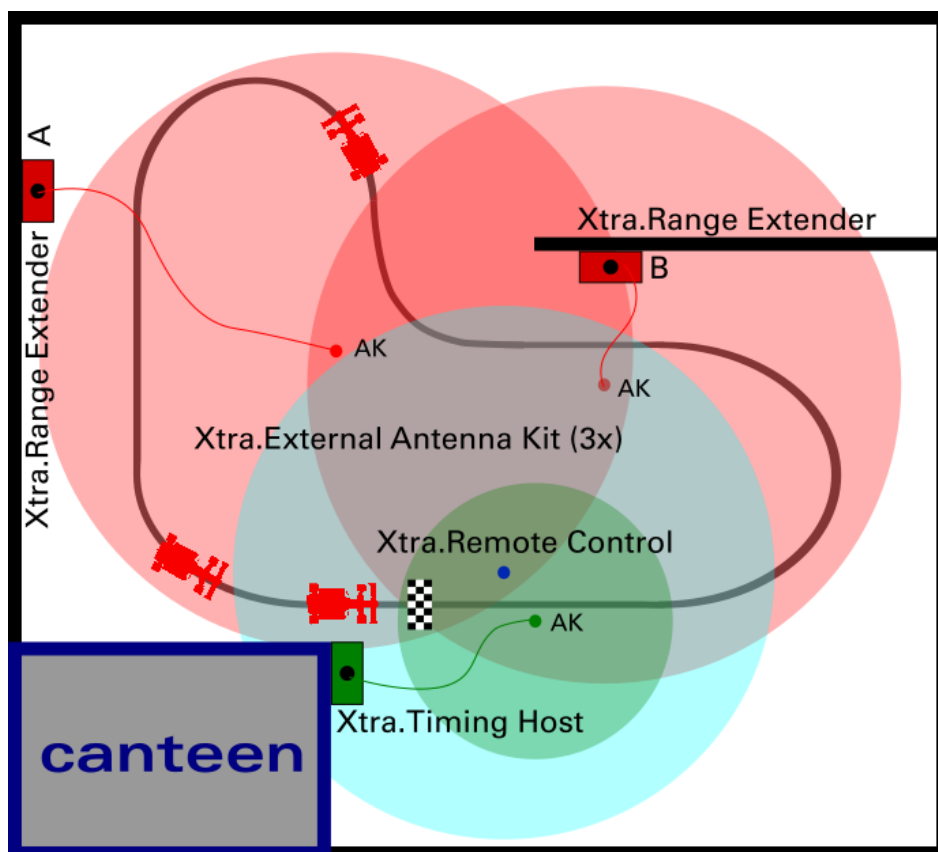 A
Xtra.Range Extender
Xtra.Range Extender
B
AK
AK
Xtra.External Antenna Kit (3x)
Xtra.Remote Control
AK
Xtra.Timing Host
canteen